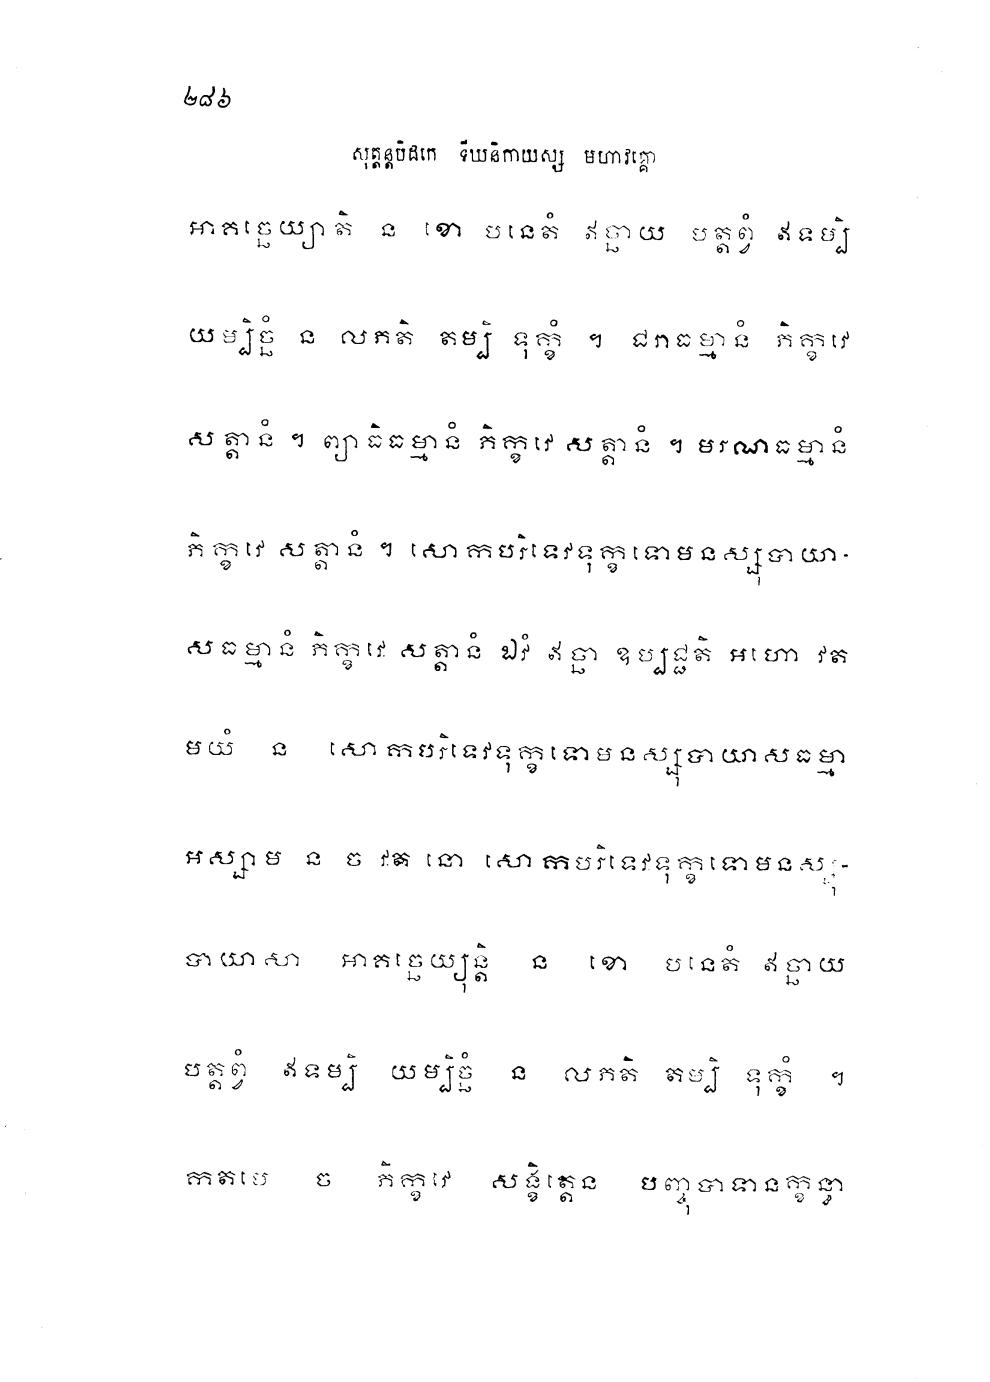 ២៨៦
សុត្តន្តបិដកេ ទីឃនិកាយស្ស មហាវគ្គោ
អាគច្ឆេយ្យាតិ ន ខោ បនេតំ ឥច្ឆាយ បត្តព្វំ ឥទម្បិ
យម្បិច្ឆំ ន លភតិ តម្បិ ទុក្ខំ ។ ជរាធម្មានំ ភិក្ខវេ
សត្តានំ ។ ព្យាធិធម្មានំ ភិក្ខវេ សត្តានំ ។ មរណធម្មានំ
ភិក្ខវេ សត្តានំ ។ សោកបរិទេវទុក្ខទោមនស្សុបាយា-
សធម្មានំ ភិក្ខវេ សត្តានំ ឯវំ ឥច្ឆា ឧប្បជ្ជតិ អហោ វត
មយំ ន សោកបរិទេវទុក្ខទោមនស្សុបាយាសធម្មា
អស្សាម ន ច វត នោ សោកបរិទេវទុក្ខទោមនស្សុ-
បាយាសា អាគច្ឆេយ្យុន្តិ ន ខោ បនេតំ ឥច្ឆាយ
បត្តព្វំ ឥទម្បិ យម្បិច្ឆំ ន លភតិ តម្បិ ទុក្ខំ ។
កតមេ ច ភិក្ខវេ សង្ខិត្តេន បញ្ចុបាទានក្ខន្ធា